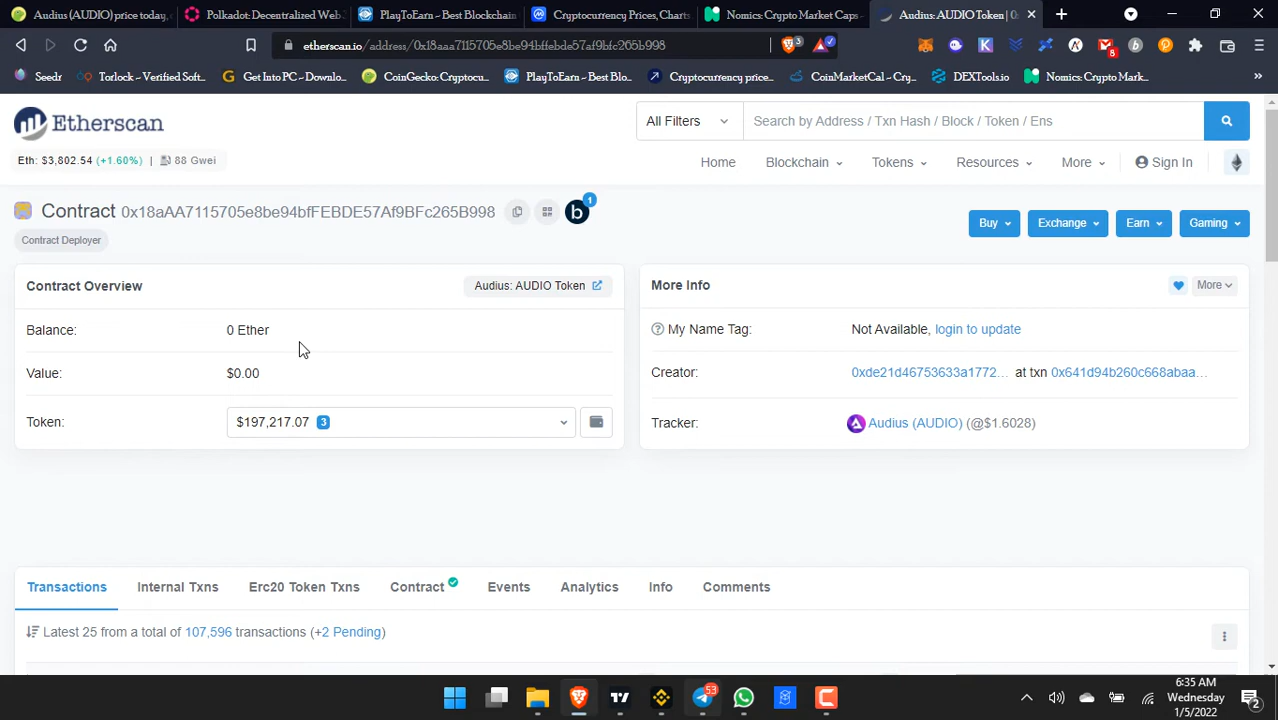 Audius (AUDIO) price today,
Polkadot: Decentralized Web
PlayToEarn - Best Blockchain
Cryptocurrency Prices, Charts
Nomics: Crypto Market Caps -
Audius: AUDIO Token | 0x
etherscan.io/address/0x18aaa7115705e8be94bffebde57af9bfc265b998
3
8
Seedr
Torlock - Verified Soft...
Get Into PC - Downlo...
CoinGecko: Cryptocu...
PlayToEarn - Best Blo...
Cryptocurrency price...
CoinMarketCal - Cry...
DEXTools.io
Nomics: Crypto Mark...
Etherscan
All Filters
Search by Address / Txn Hash / Block / Token / Ens
Eth: $3,802.54 (+1.60%) | 88 Gwei
Home
Blockchain
Tokens
Resources
More
Sign In
Contract 0x18aAA7115705e8be94bfFEBDE57Af9BFc265B998
b 1
Buy
Exchange
Earn
Gaming
Contract Deployer
Contract Overview
Audius: AUDIO Token
Balance:
0 Ether
Value:
$0.00
Token:
$197,217.07 3
More Info
More
My Name Tag:
Not Available, login to update
Creator:
0xde21d46753633a1772... at txn 0x641d94b260c668abaa...
Tracker:
Audius (AUDIO) (@$1.6028)
Transactions
Internal Txns
Erc20 Token Txns
Contract
Events
Analytics
Info
Comments
Latest 25 from a total of 107,596 transactions (+2 Pending)
53
6:35 AM
Wednesday
1/5/2022
2